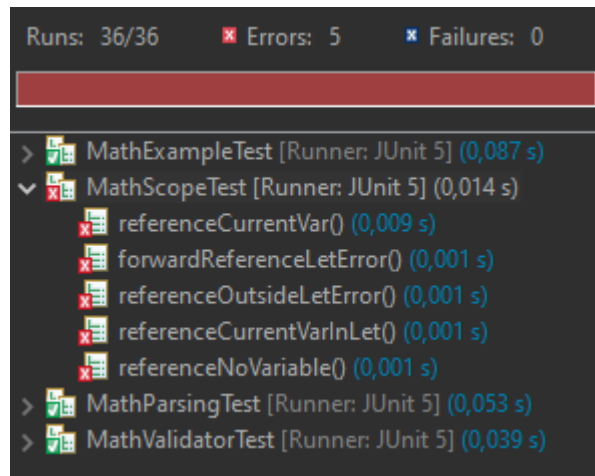 Runs: 36/36 Errors: 5 Failures: 0
MathExampleTest [Runner: JUnit 5] (0,087 s)
MathScopeTest [Runner: JUnit 5] (0,014 s)
referenceCurrentVar() (0,009 s)
forwardReferenceLetError() (0,001 s)
referenceOutsideLetError() (0,001 s)
referenceCurrentVarInLet() (0,001 s)
referenceNoVariable() (0,001 s)
MathParsingTest [Runner: JUnit 5] (0,053 s)
MathValidatorTest [Runner: JUnit 5] (0,039 s)